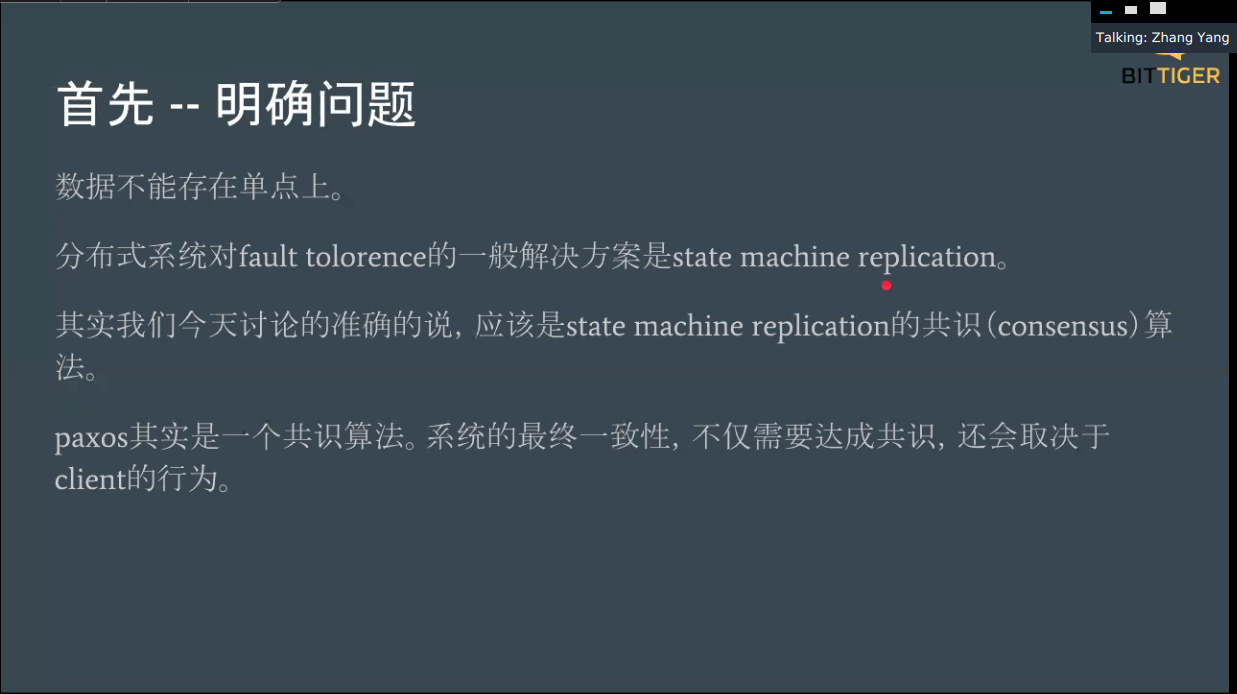 Talking: Zhang Yang
BITTIGER
首先 -- 明确问题
数据不能存在单点上。
分布式系统对fault tolorence的一般解决方案是state machine replication。
其实我们今天讨论的准确的说，应该是state machine replication的共识（consensus）算
法。
paxos其实是一个共识算法。系统的最终一致性，不仅需要达成共识，还会取决于
client的行为。